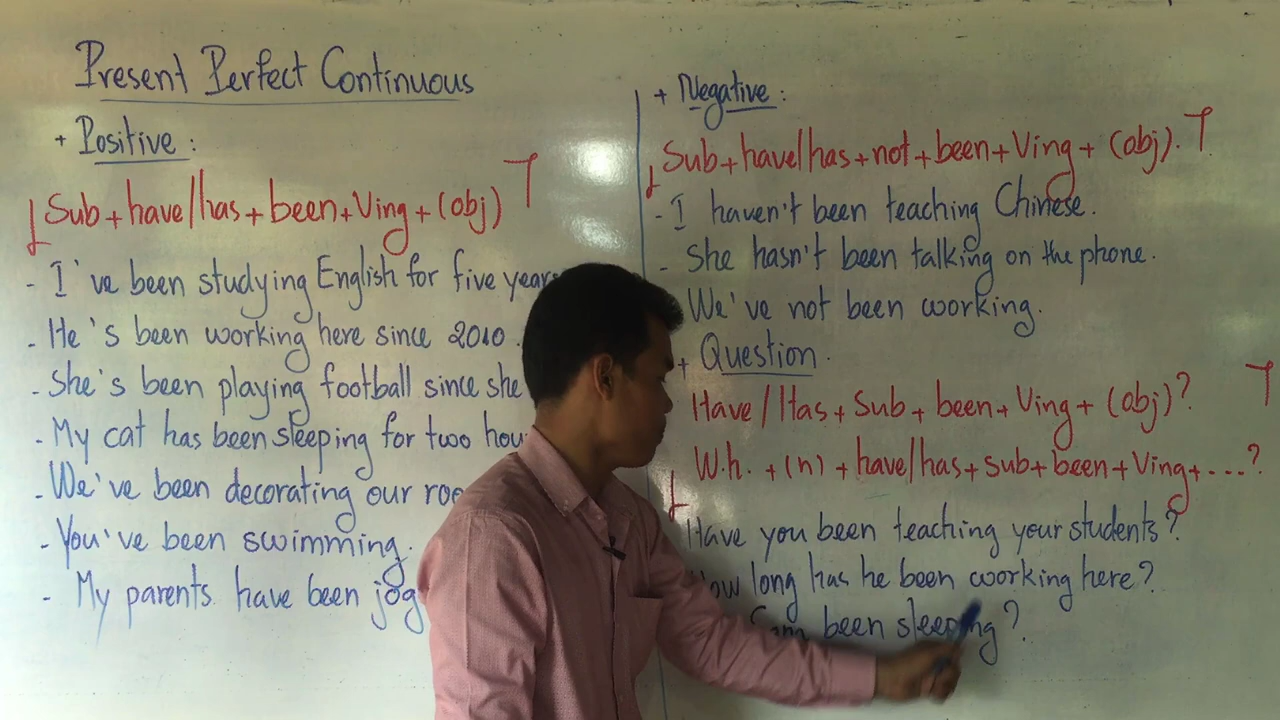 Present Perfect Continuous
+ Positive :
Sub + have/has + been + Ving + (obj)
- I've been studying English for five years
- He's been working here since 2010.
- She's been playing football since she
- My cat has been sleeping for two
- We've been decorating our
- You've been swimming.
- My parents have been
+ Negative :
Sub + have/has + not + been + Ving + (obj).
- I haven't been teaching Chinese.
- She hasn't been talking on the phone.
We've not been working.
+ Question.
Have/Has + Sub + been + Ving + (obj)?
W.h. + (n) + have/has + sub + been + Ving + ....?
Have you been teaching your students?
How long has he been working here?
Sam been sleeping?